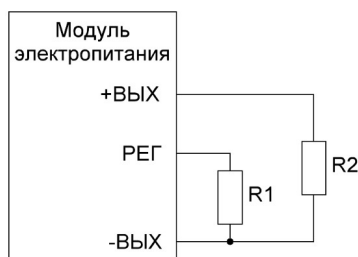 Модуль
электропитания
+ВЫХ
РЕГ
R2
R1
-ВЫХ